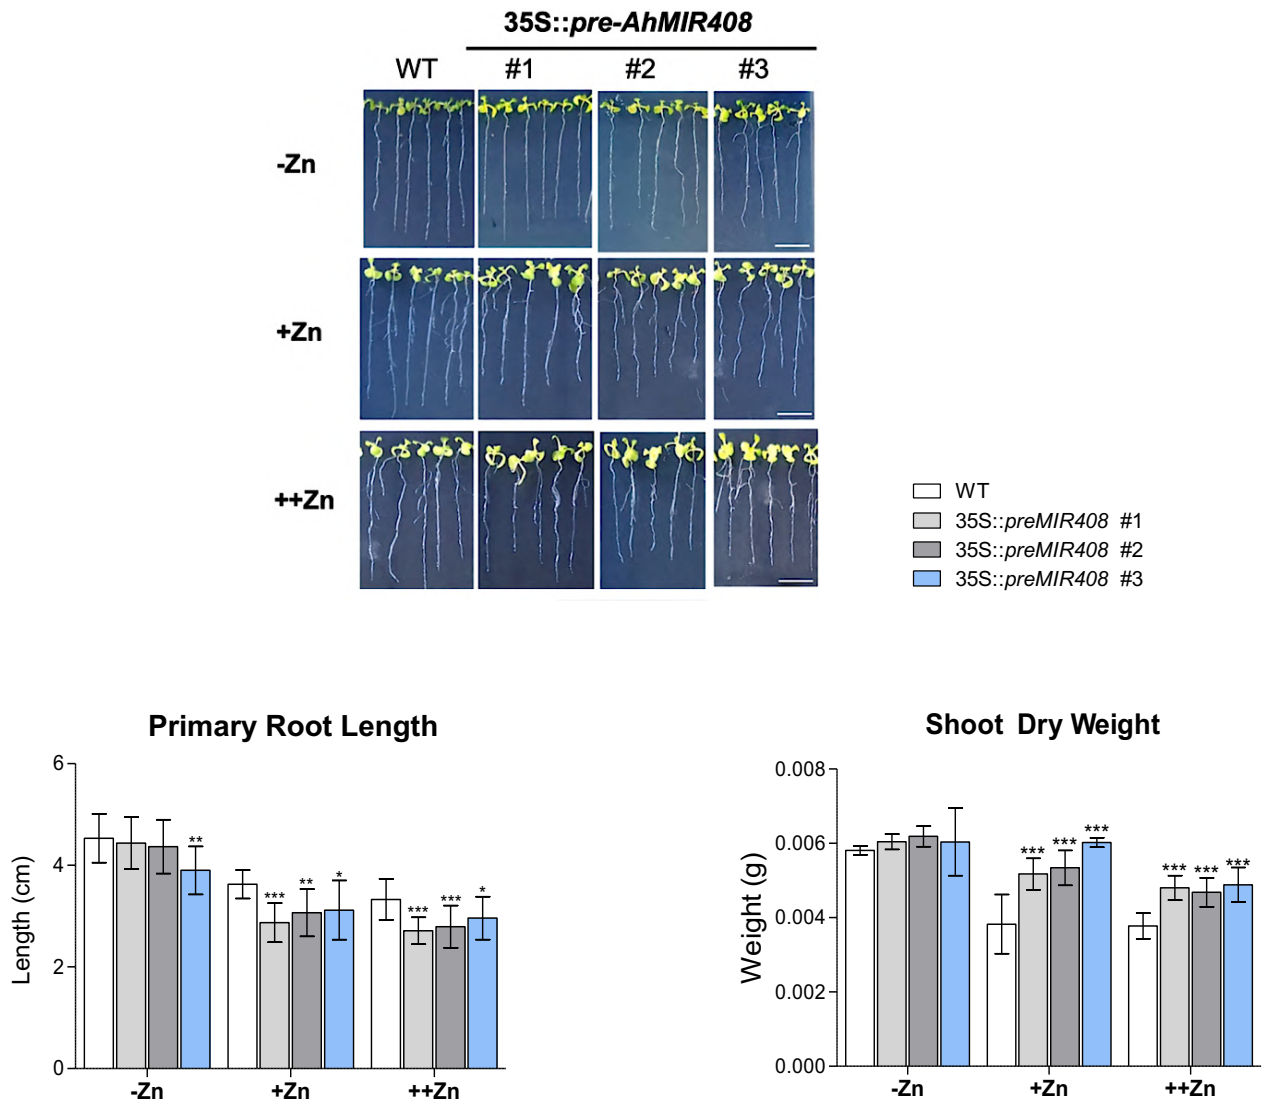 35S::pre-AhMIR408
WT #1 #2 #3
-Zn
+Zn
++Zn
WT
35S::preMIR408 #1
35S::preMIR408 #2
35S::preMIR408 #3
Primary Root Length
Length (cm)
6
4
2
0
**
***
**
*
***
***
*
-Zn +Zn ++Zn
Shoot Dry Weight
Weight (g)
0.008
0.006
0.004
0.002
0.000
***
***
***
***
***
***
-Zn +Zn ++Zn